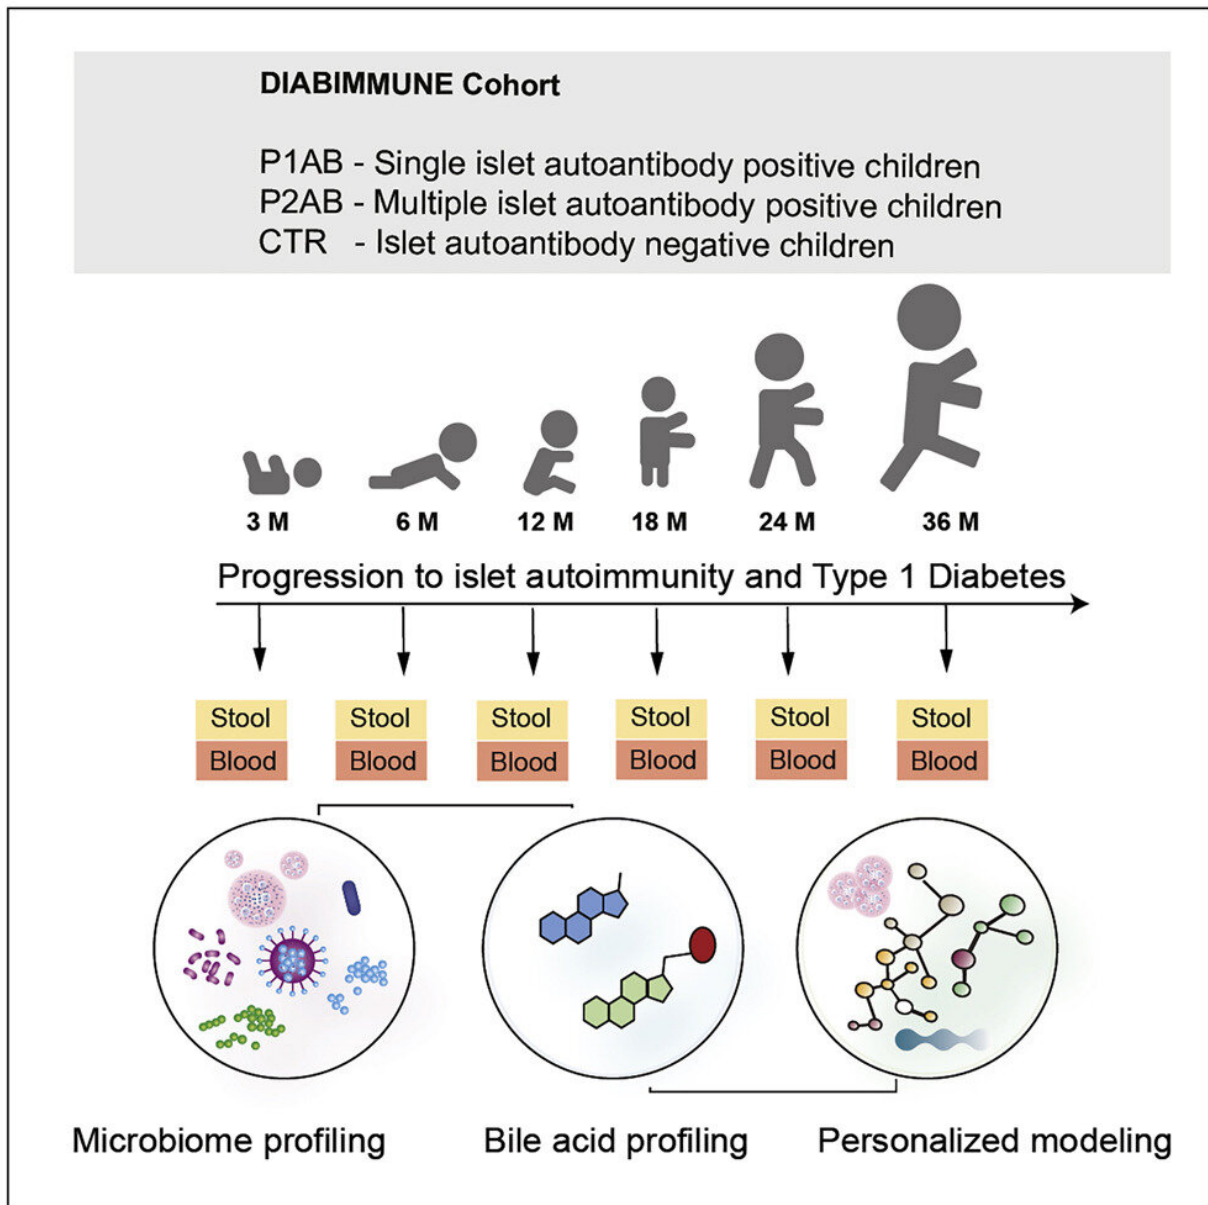 DIABIMMUNE Cohort
P1AB - Single islet autoantibody positive children
P2AB - Multiple islet autoantibody positive children
CTR - Islet autoantibody negative children
3 M 6 M 12 M 18 M 24 M 36 M
Progression to islet autoimmunity and Type 1 Diabetes
Stool Stool Stool Stool Stool Stool
Blood Blood Blood Blood Blood Blood
Microbiome profiling Bile acid profiling Personalized modeling